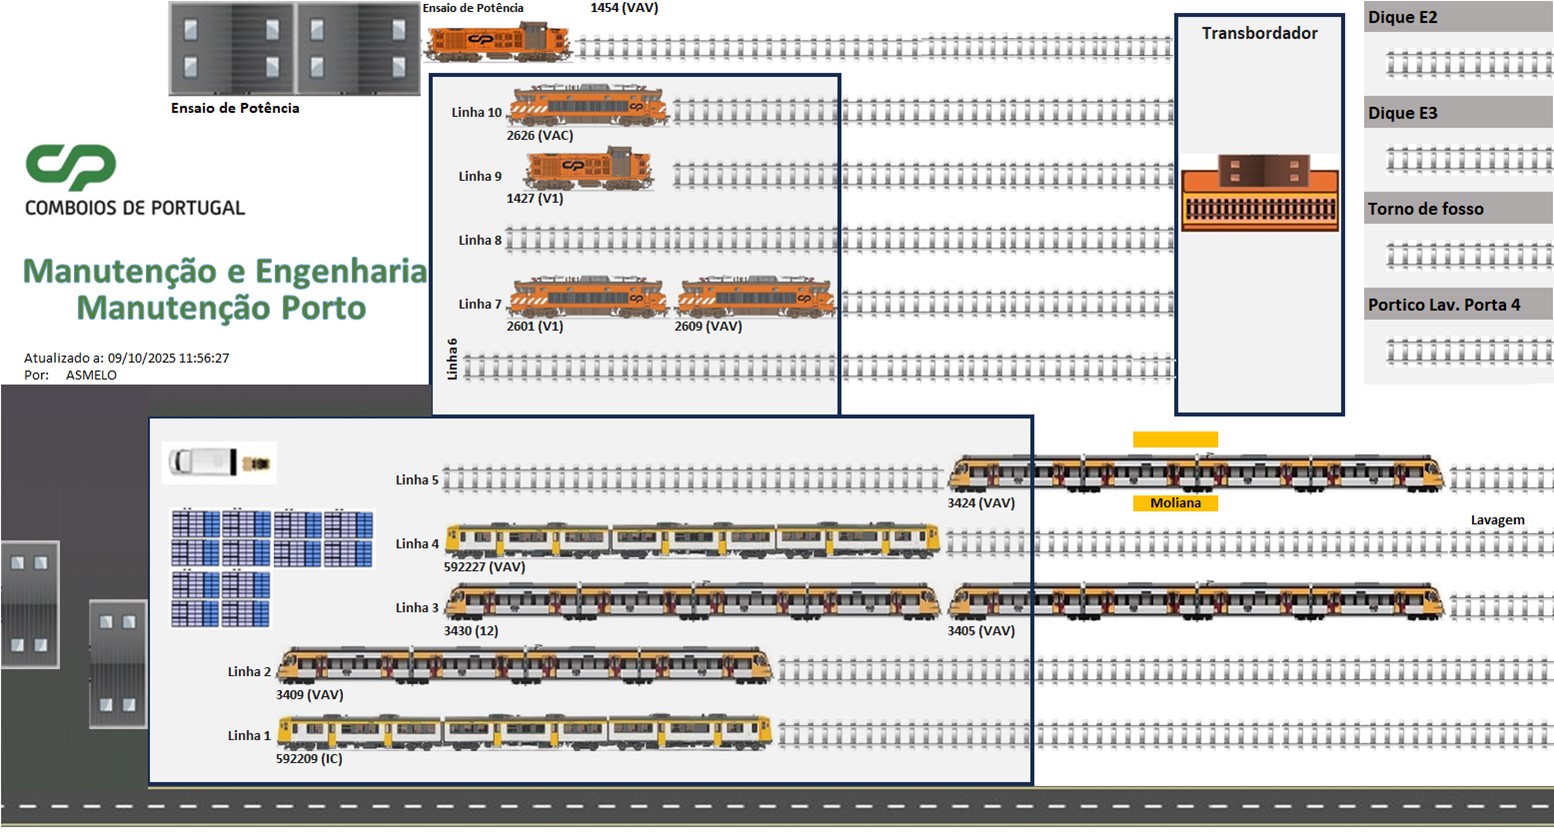 Ensaio de Potência
1454 (VAV)
Ensaio de Potência
CP
COMBOIOS DE PORTUGAL
Manutenção e Engenharia
Manutenção Porto
Atualizado a: 09/10/2025 11:56:27
Por: ASMELO
Linha 10
2626 (VAC)
Linha 9
1427 (V1)
Linha 8
Linha 7
2601 (V1)
2609 (VAV)
Linha 6
Transbordador
Dique E2
Dique E3
Torno de fosso
Portico Lav. Porta 4
Linha 5
3424 (VAV)
Moliana
Lavagem
Linha 4
592227 (VAV)
Linha 3
3430 (12)
3405 (VAV)
Linha 2
3409 (VAV)
Linha 1
592209 (IC)